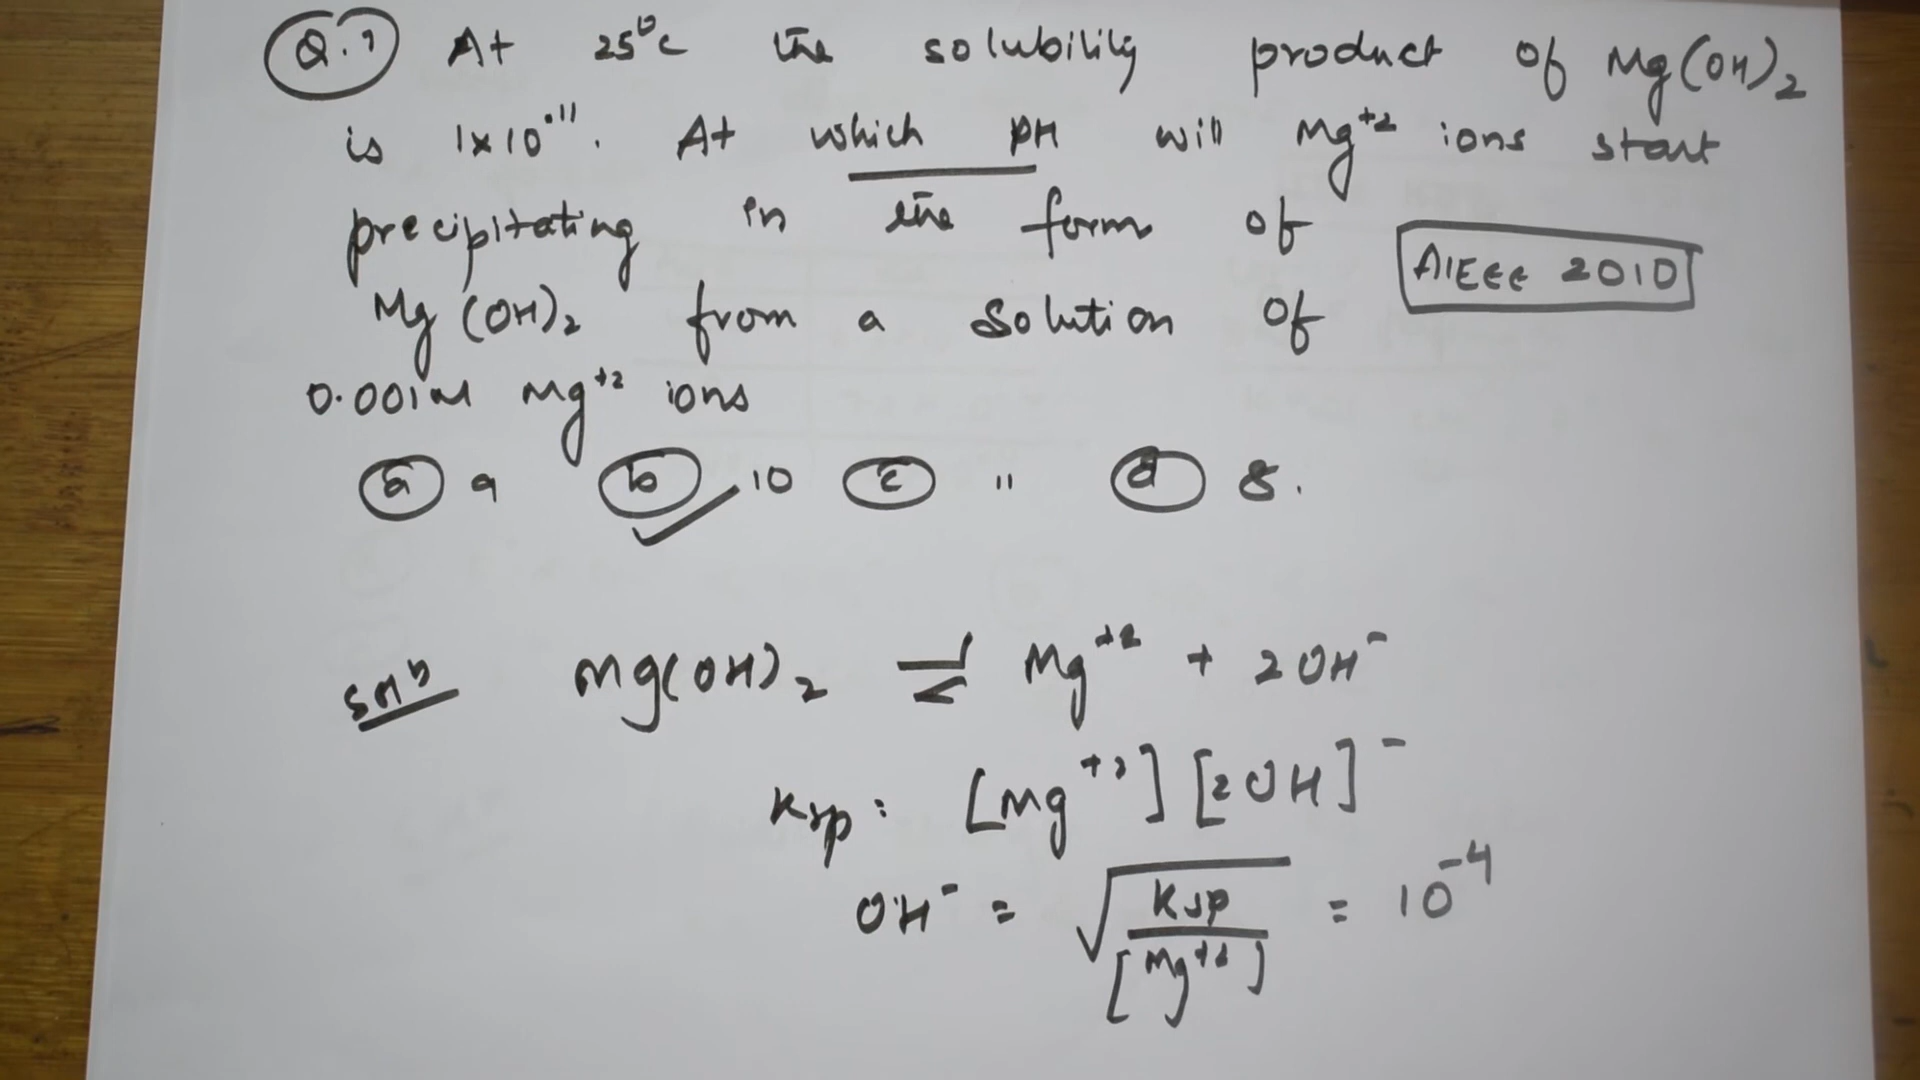 Q.1 At 25°C the solubility product of Mg(OH)2
is 1x10-11. At which pH will Mg+2 ions start
precipitating in the form of
AIEEE 2010
Mg(OH)2 from a solution of
0.001M Mg+2 ions
a 9 b 10 c 11 d 8.
Soln Mg(OH)2 ⇌ Mg+2 + 2OH-
Ksp: [Mg+2] [2OH]-
OH- = √Ksp/[Mg+2] = 10-4